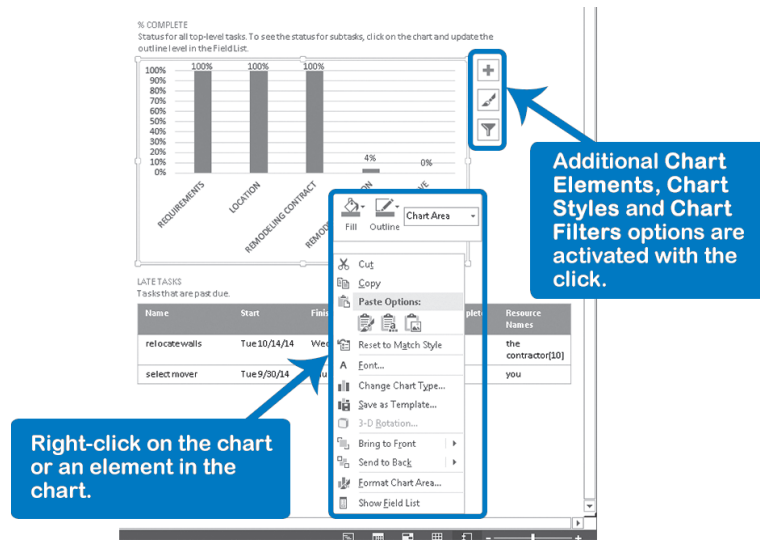 % COMPLETE
Status for all top-level tasks. To see the status for subtasks, click on the chart and update the
outline level in the Field List.
100%
90%
80%
70%
60%
50%
40%
30%
20%
10%
0%
100%
100%
100%
4%
0%
REQUIREMENTS
LOCATION
REMODELING CONTRACT
Fill
Outline
Chart Area
Cut
Copy
Paste Options:
Reset to Match Style
A Font...
Change Chart Type...
Save as Template...
3-D Rotation...
Bring to Front
Send to Back
Format Chart Area...
Show Field List
Additional Chart
Elements, Chart
Styles and Chart
Filters options are
activated with the
click.
LATE TASKS
Tasks that are past due.
Name Start Resource
Names
relocate walls Tue 10/14/14 the
contractor[10]
select mover Tue 9/30/14 you
Right-click on the chart
or an element in the
chart.